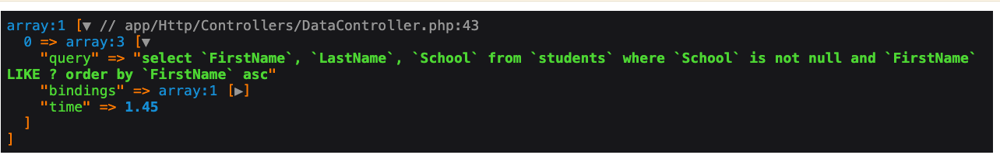 array:1 [▼ // app/Http/Controllers/DataController.php:43
  0 => array:3 [▼
    "query" => "select `FirstName`, `LastName`, `School` from `students` where `School` is not null and `FirstName`
LIKE ? order by `FirstName` asc"
    "bindings" => array:1 [▶]
    "time" => 1.45
  ]
]